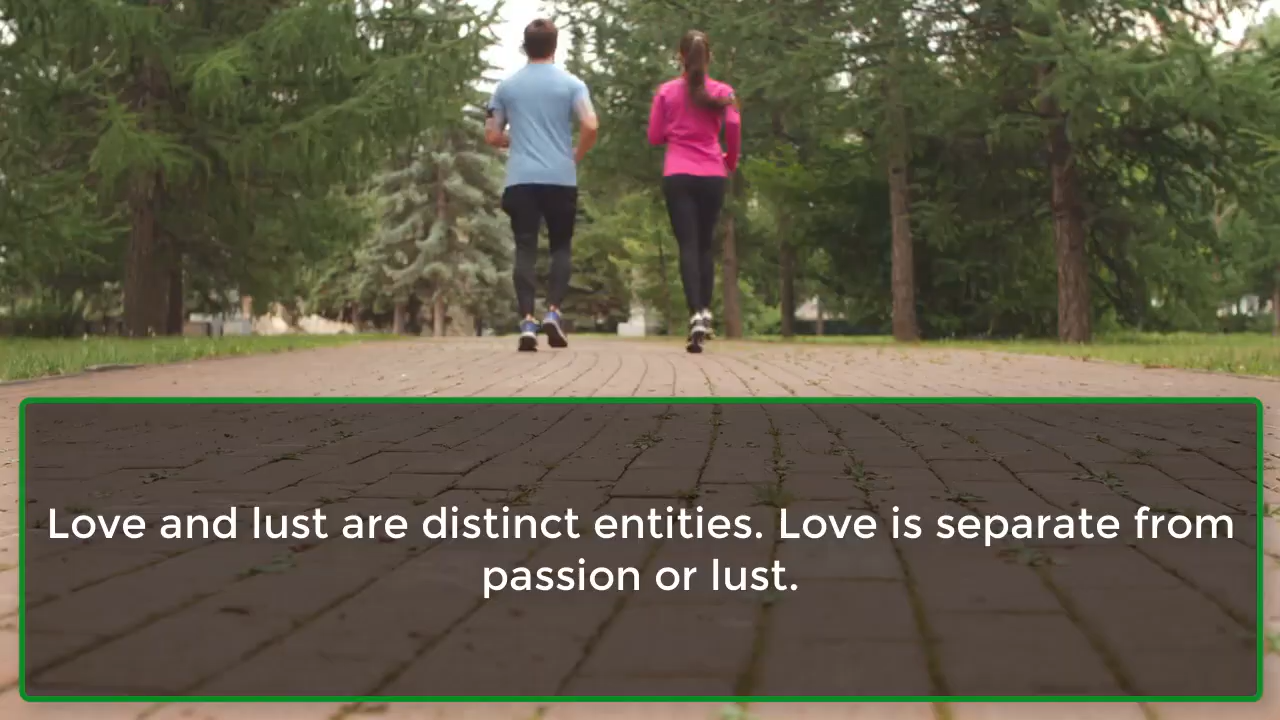 Love and lust are distinct entities. Love is separate from
passion or lust.